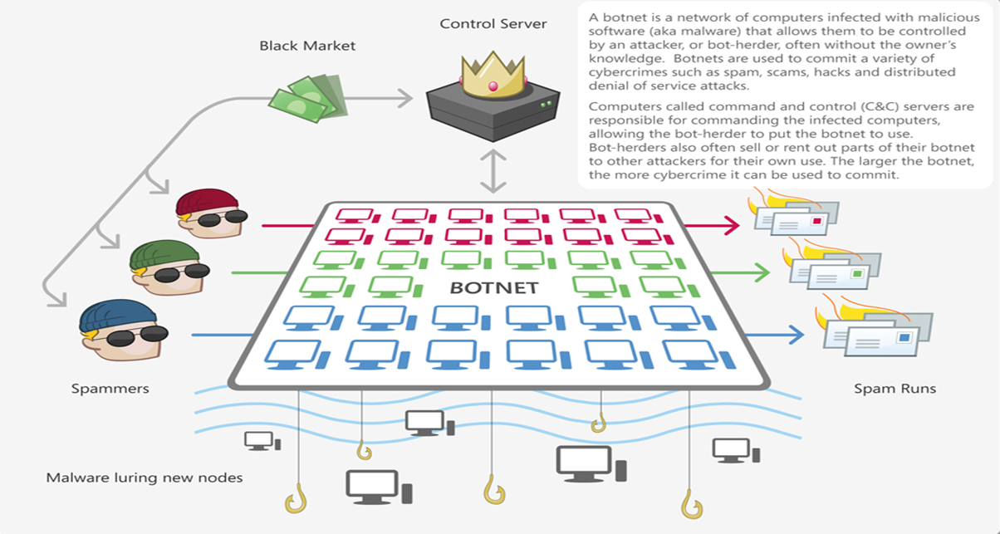 Control Server
Black Market
A botnet is a network of computers infected with malicious
software (aka malware) that allows them to be controlled
by an attacker, or bot-herder, often without the owner's
knowledge. Botnets are used to commit a variety of
cybercrimes such as spam, scams, hacks and distributed
denial of service attacks.
Computers called command and control (C&C) servers are
responsible for commanding the infected computers,
allowing the bot-herder to put the botnet to use.
Bot-herders also often sell or rent out parts of their botnet
to other attackers for their own use. The larger the botnet,
the more cybercrime it can be used to commit.
BOTNET
Spammers
Spam Runs
Malware luring new nodes